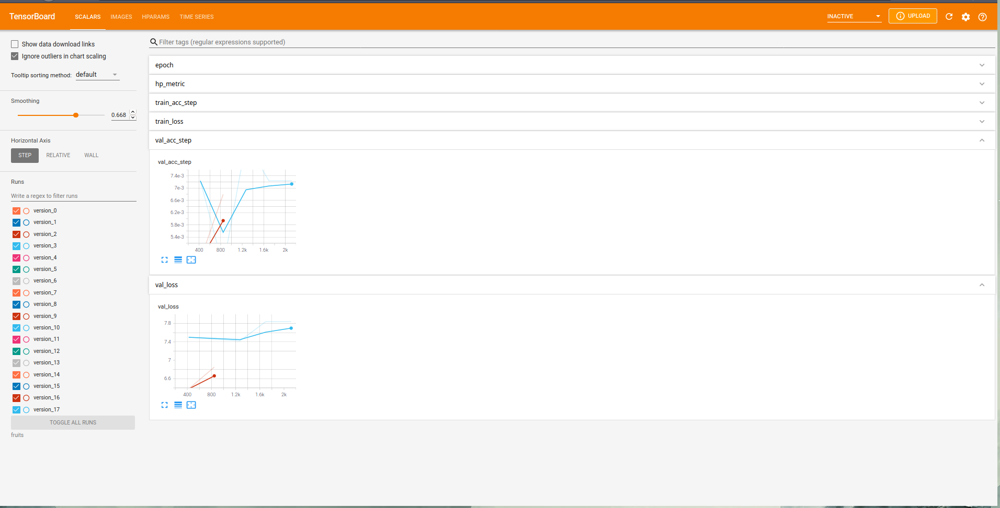 TensorBoard SCALARS IMAGES HPARAMS TIME SERIES INACTIVE UPLOAD
Show data download links
Ignore outliers in chart scaling
Tooltip sorting method: default
Smoothing
0.668
Horizontal Axis
STEP RELATIVE WALL
Runs
Write a regex to filter runs
version_0
version_1
version_2
version_3
version_4
version_5
version_6
version_7
version_8
version_9
version_10
version_11
version_12
version_13
version_14
version_15
version_16
version_17
TOGGLE ALL RUNS
fruits
Filter tags (regular expressions supported)
epoch
hp_metric
train_acc_step
train_loss
val_acc_step
val_acc_step
7.4e-3
7e-3
6.6e-3
6.2e-3
5.8e-3
5.4e-3
400 800 1.2k 1.6k 2k
val_loss
val_loss
7.8
7.4
7
6.6
400 800 1.2k 1.6k 2k